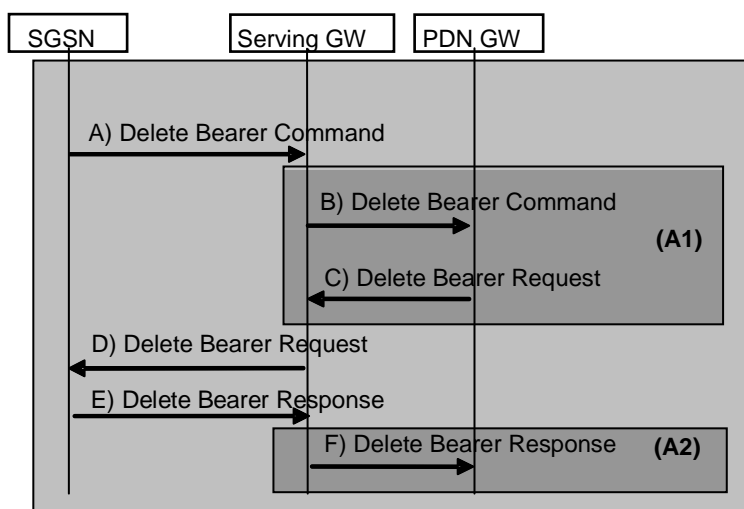 SGSN
Serving GW
PDN GW
A) Delete Bearer Command
B) Delete Bearer Command
(A1)
C) Delete Bearer Request
D) Delete Bearer Request
E) Delete Bearer Response
F) Delete Bearer Response
(A2)